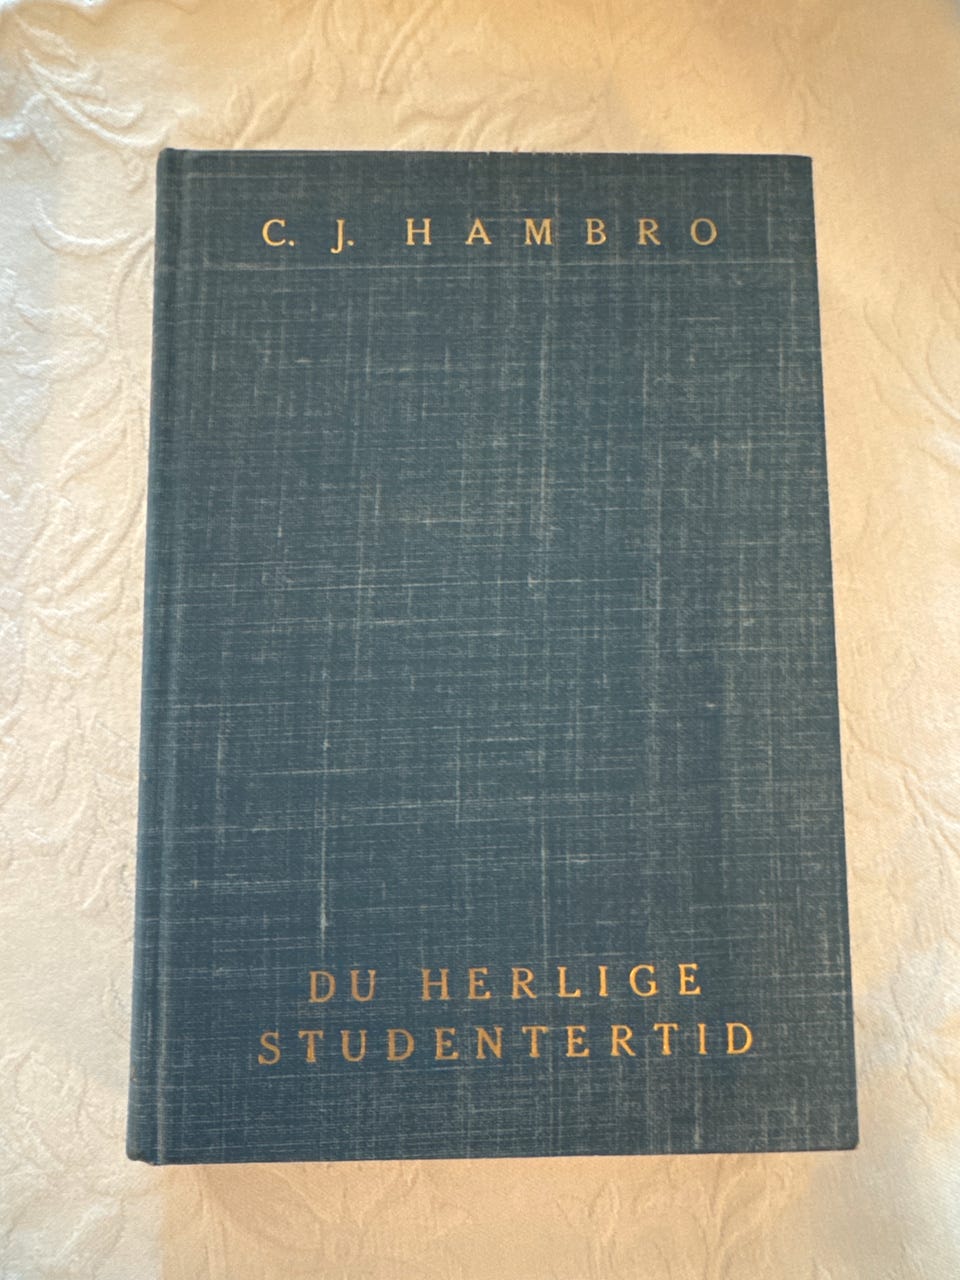 C. J. HAMBRO
DU HERLIGE
STUDENTERTID